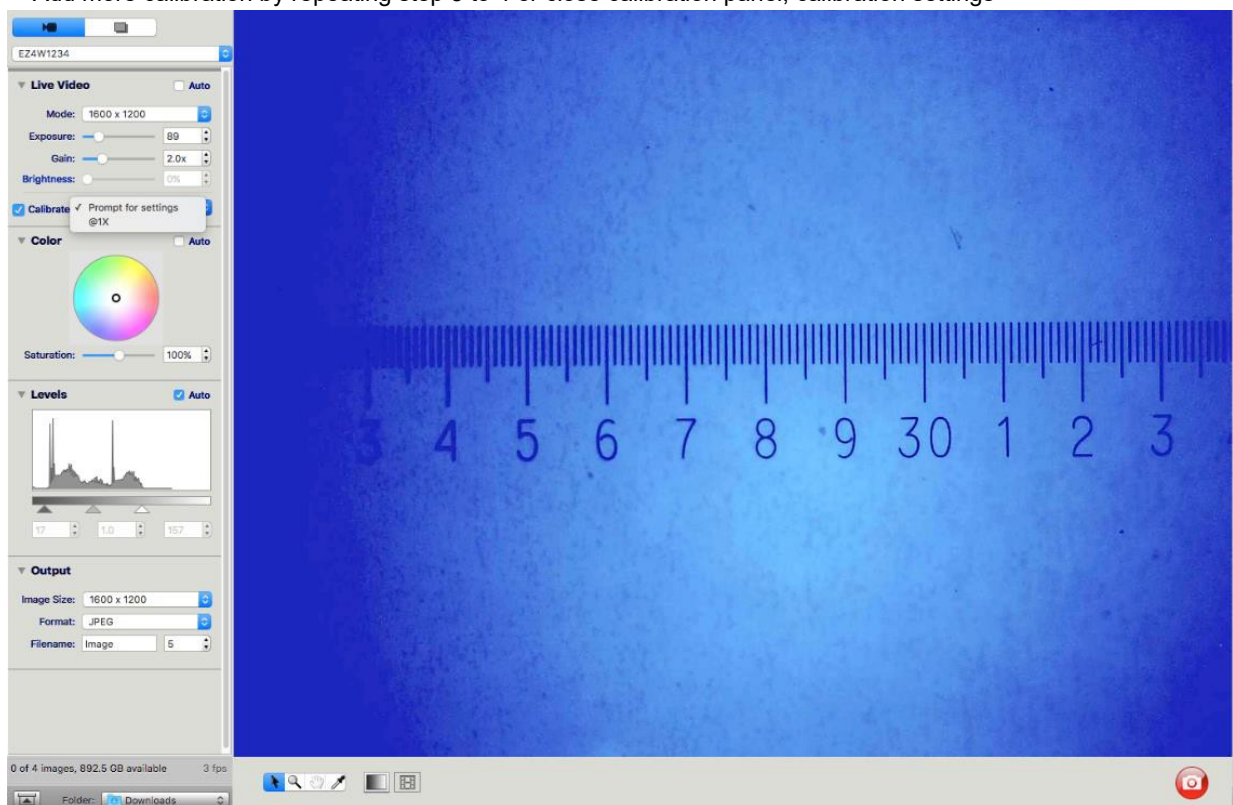 EZ4W1234
Live Video Auto
Mode: 1600 x 1200
Exposure: 89
Gain: 2.0x
Brightness: 0%
Calibrate ✓ Prompt for settings
@1X
Color Auto
Saturation: 100%
Levels Auto
3 4 5 6 7 8 9 30 1 2 3
17 1.0 157
Output
Image Size: 1600 x 1200
Format: JPEG
Filename: Image 5
0 of 4 images, 892.5 GB available 3 fps
Folder: Downloads